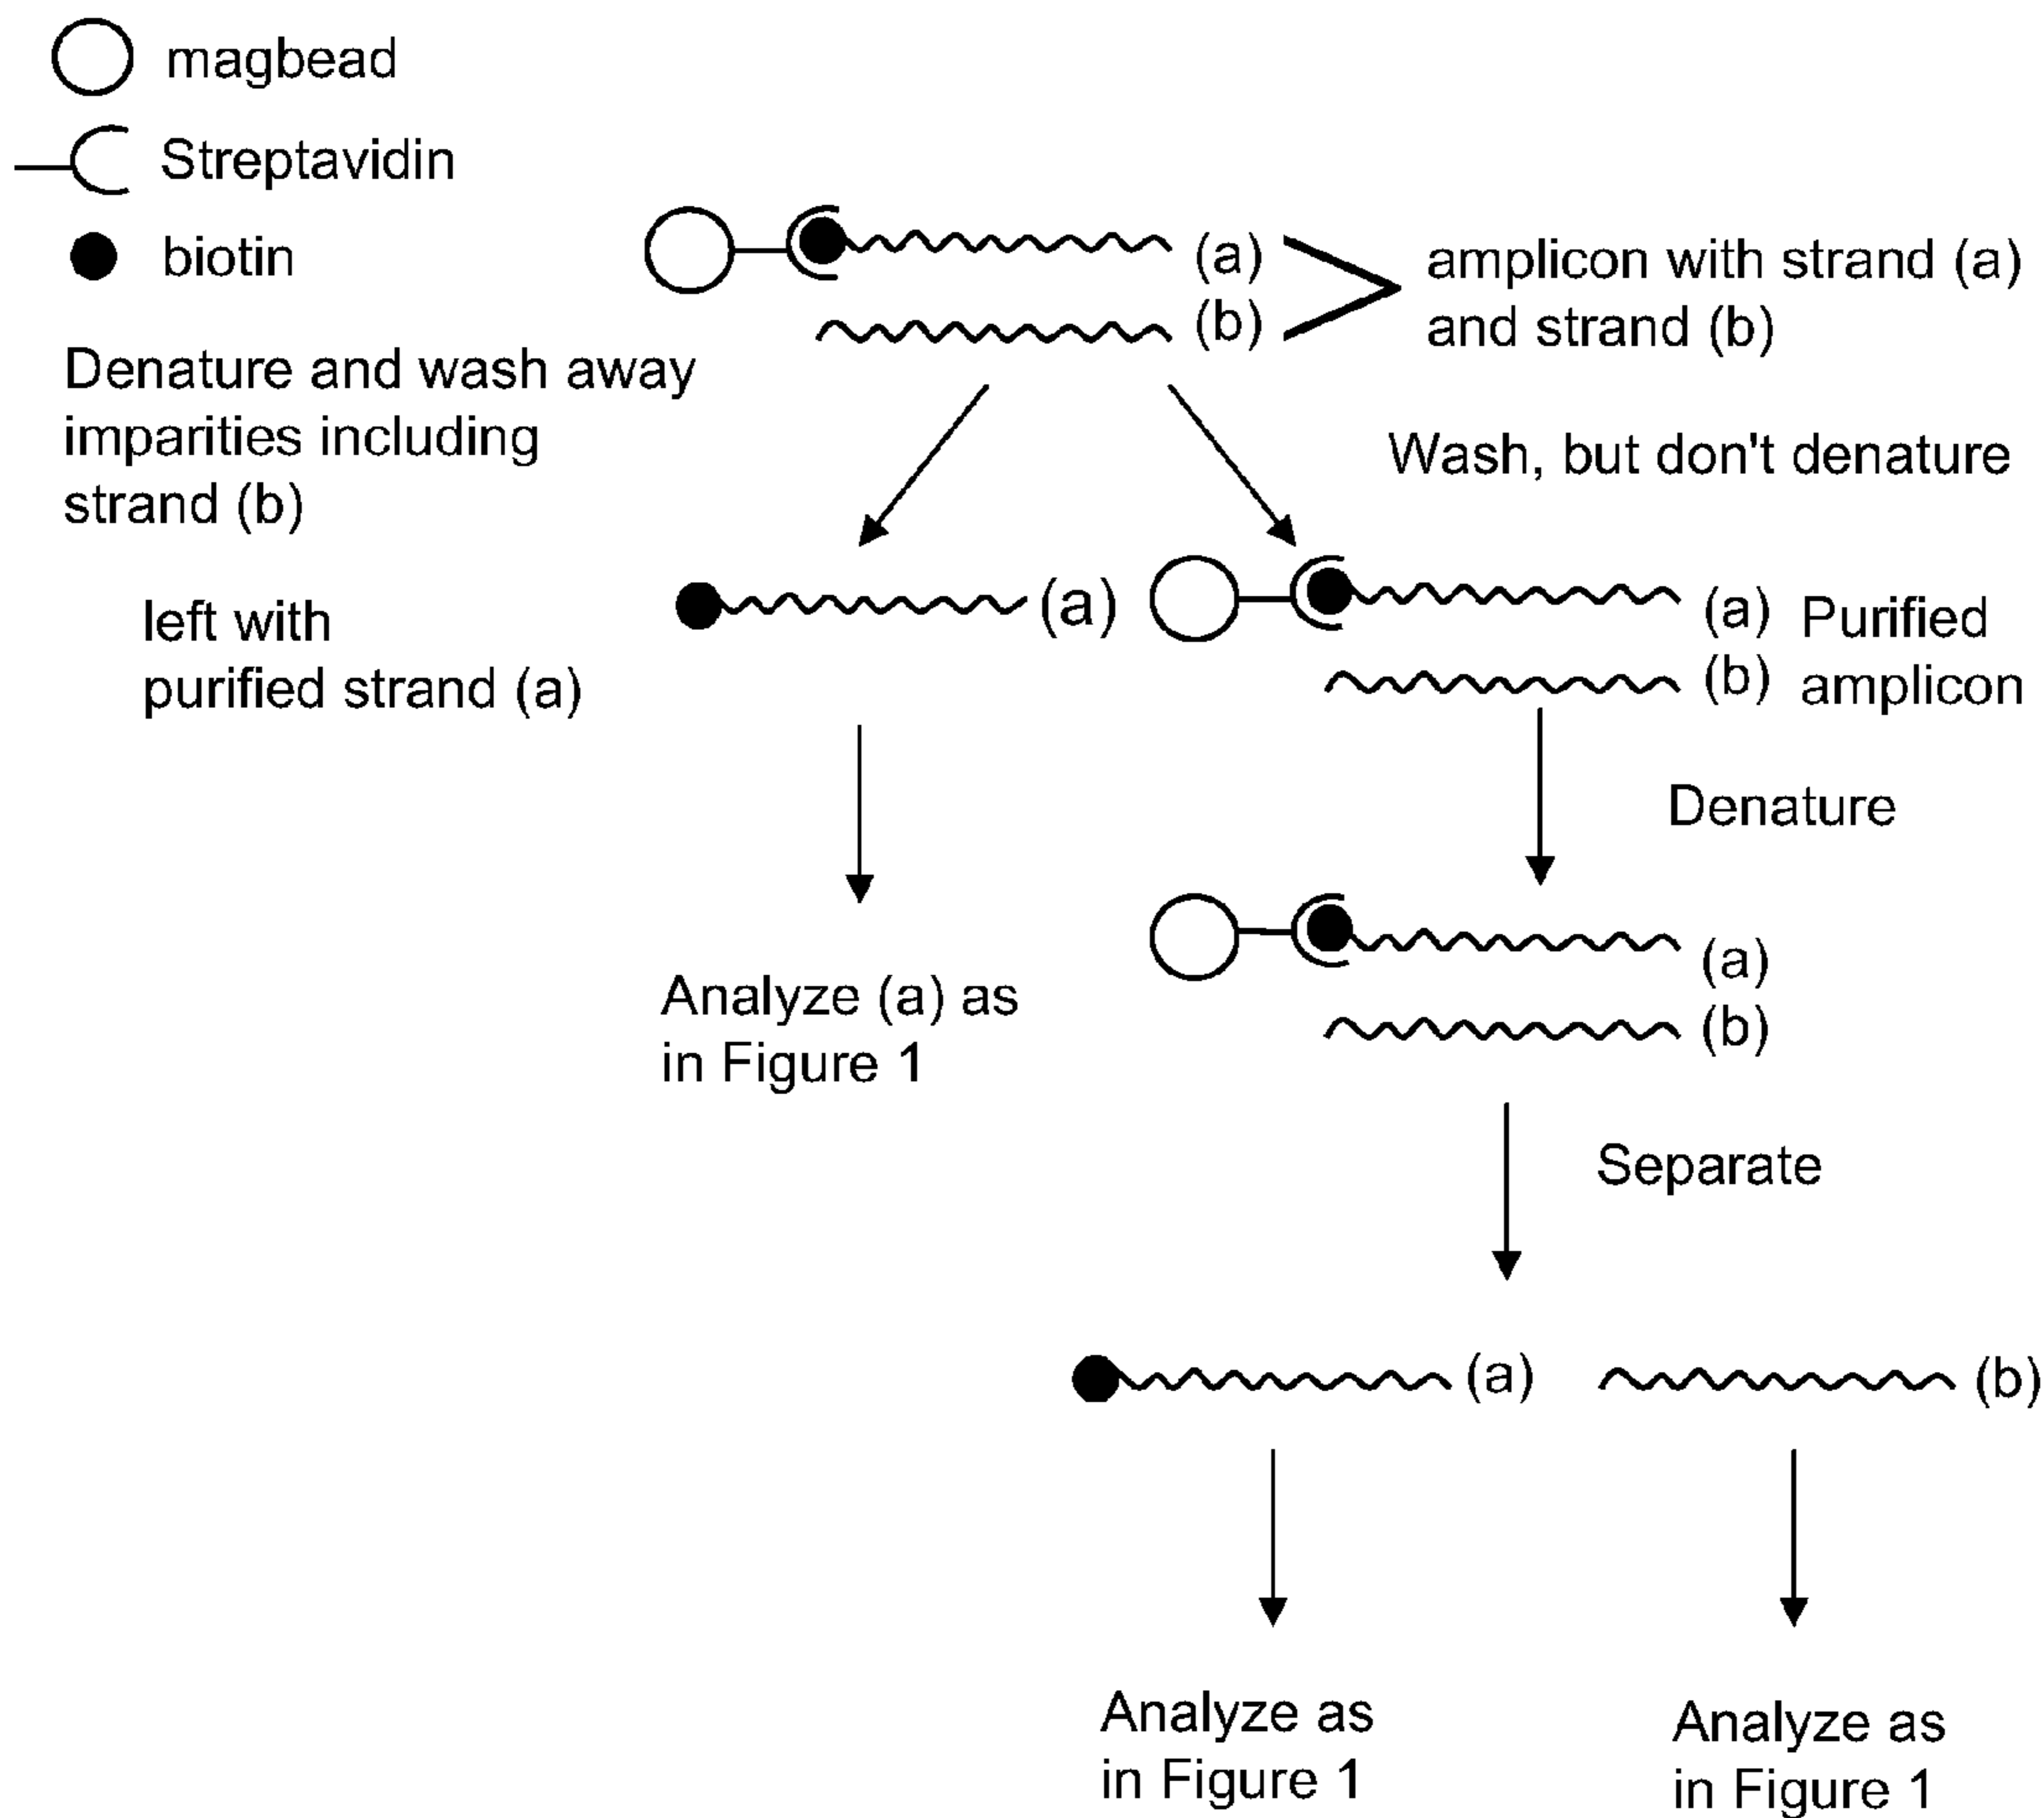 magbead
Streptavidin
biotin
(a)
(b)
amplicon with strand (a)
and strand (b)
Denature and wash away
imparities including
strand (b)
Wash, but don't denature
left with
purified strand (a)
(a)
(a)
(b)
Purified
amplicon
Denature
Analyze (a) as
in Figure 1
(a)
(b)
Separate
(a)
(b)
Analyze as
in Figure 1
Analyze as
in Figure 1